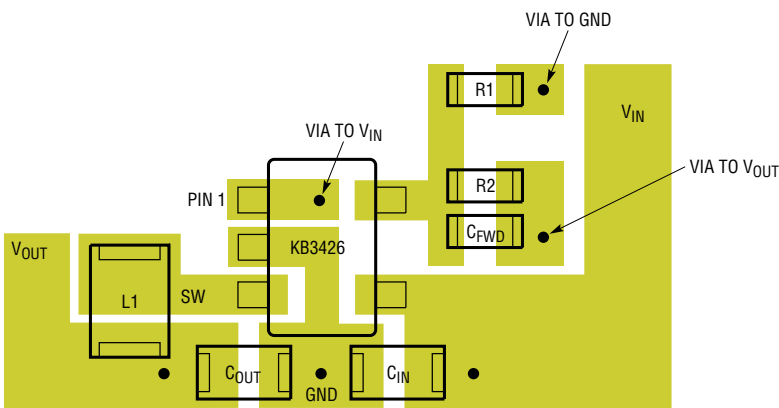 VIA TO GND
R1
VIN
VIA TO VIN
VIA TO VOUT
PIN 1
R2
CFWD
VOUT
KB3426
L1
SW
COUT
GND
CIN